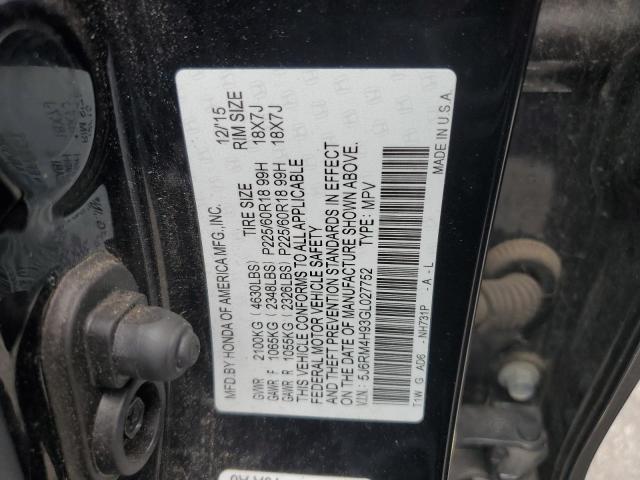 MFD.BY HONDA OF AMERICA MFG.,INC. 12/15
TIRE SIZE RIM SIZE
GVWR 2100KG (4630LBS)
GAWR F 1065KG (2348LBS) P225/60R18 99H 18X7J
GAWR R 1055KG (2326LBS) P225/60R18 99H 18X7J
THIS VEHICLE CONFORMS TO ALL APPLICABLE
FEDERAL MOTOR VEHICLE SAFETY
AND THEFT PREVENTION STANDARDS IN EFFECT
ON THE DATE OF MANUFACTURE SHOWN ABOVE.
V.I.N.: 5J6RM4H93GL027752 TYPE: MPV
T1W G AD6 -NH731P -A -L MADE IN U.S.A.